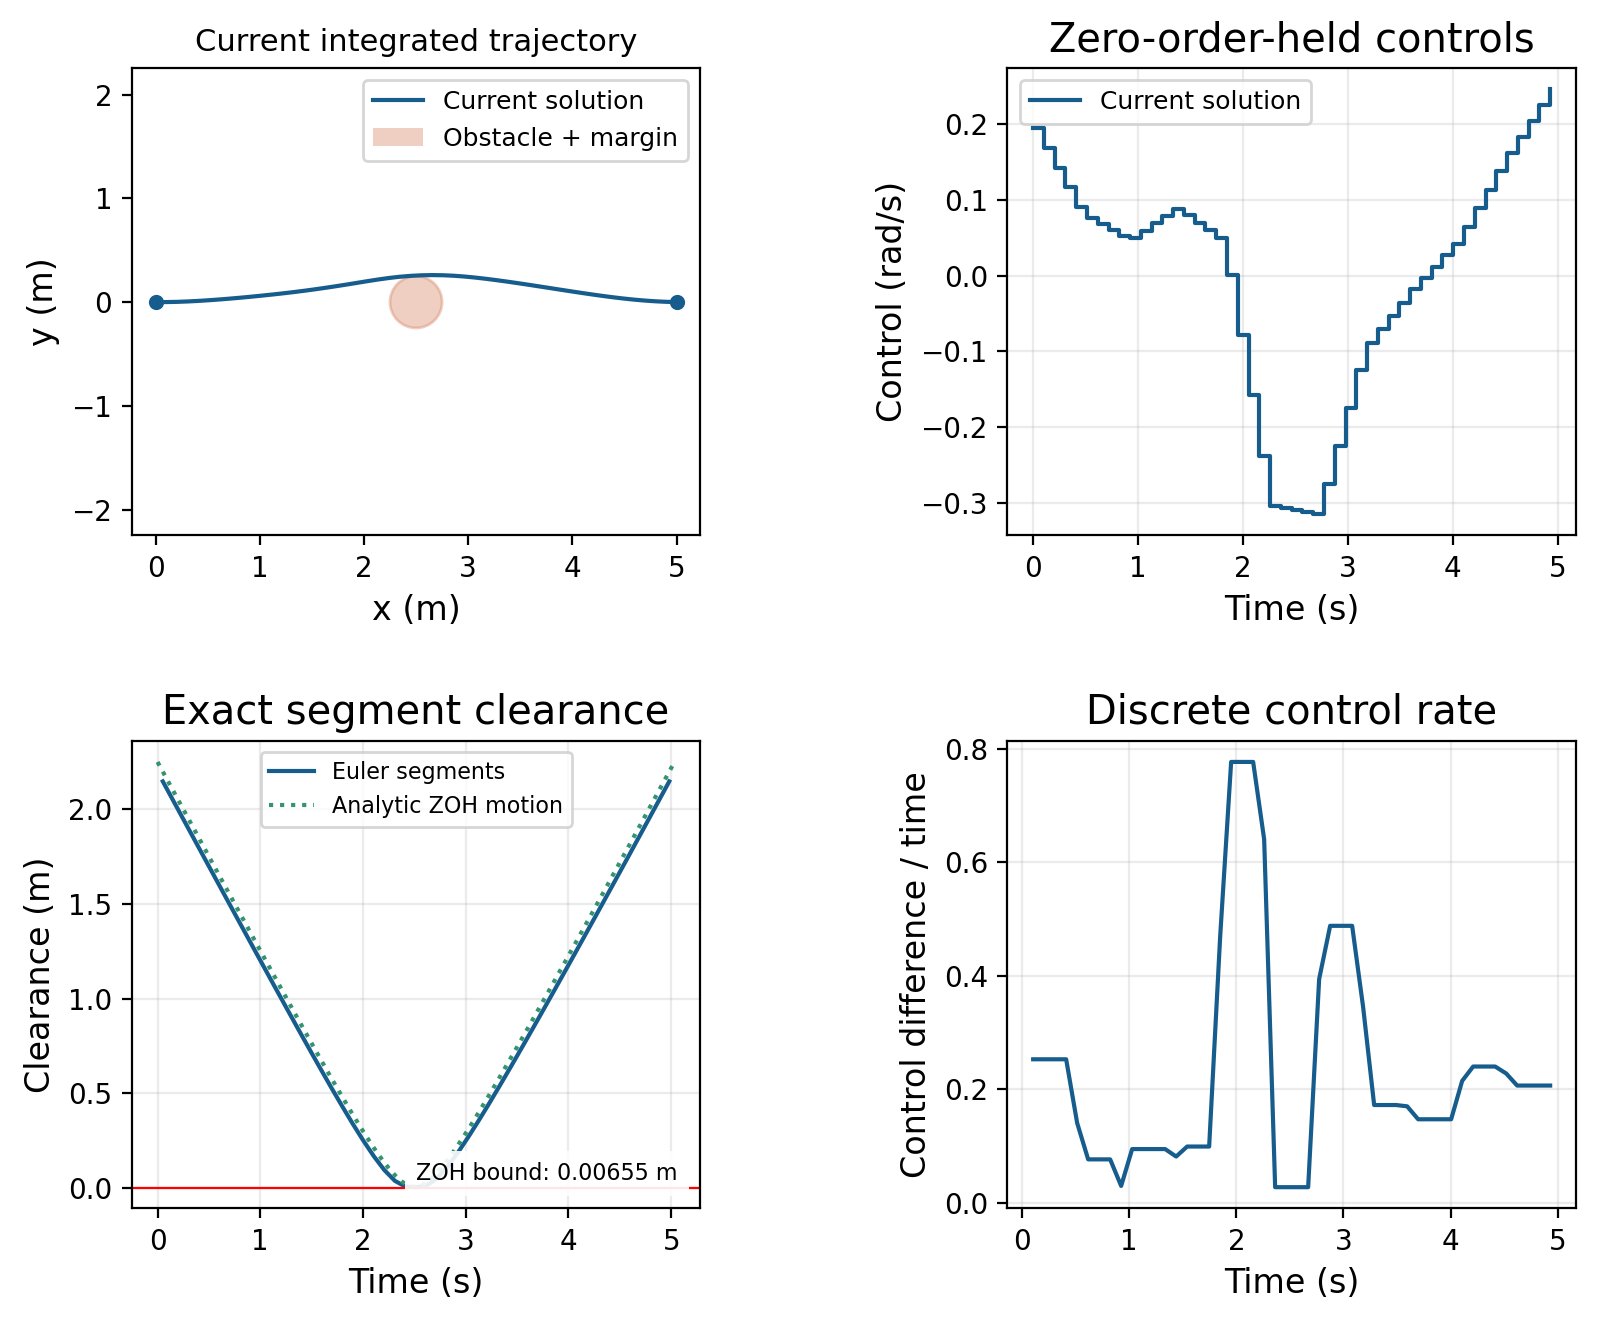 Current integrated trajectory
Current solution
Obstacle + margin
2
1
0
−1
−2
y (m)
0 1 2 3 4 5
x (m)
Zero-order-held controls
Current solution
0.2
0.1
0.0
−0.1
−0.2
−0.3
Control (rad/s)
0 1 2 3 4 5
Time (s)
Exact segment clearance
Euler segments
Analytic ZOH motion
2.0
1.5
1.0
0.5
0.0
Clearance (m)
ZOH bound: 0.00655 m
0 1 2 3 4 5
Time (s)
Discrete control rate
0.8
0.6
0.4
0.2
0.0
Control difference / time
0 1 2 3 4 5
Time (s)